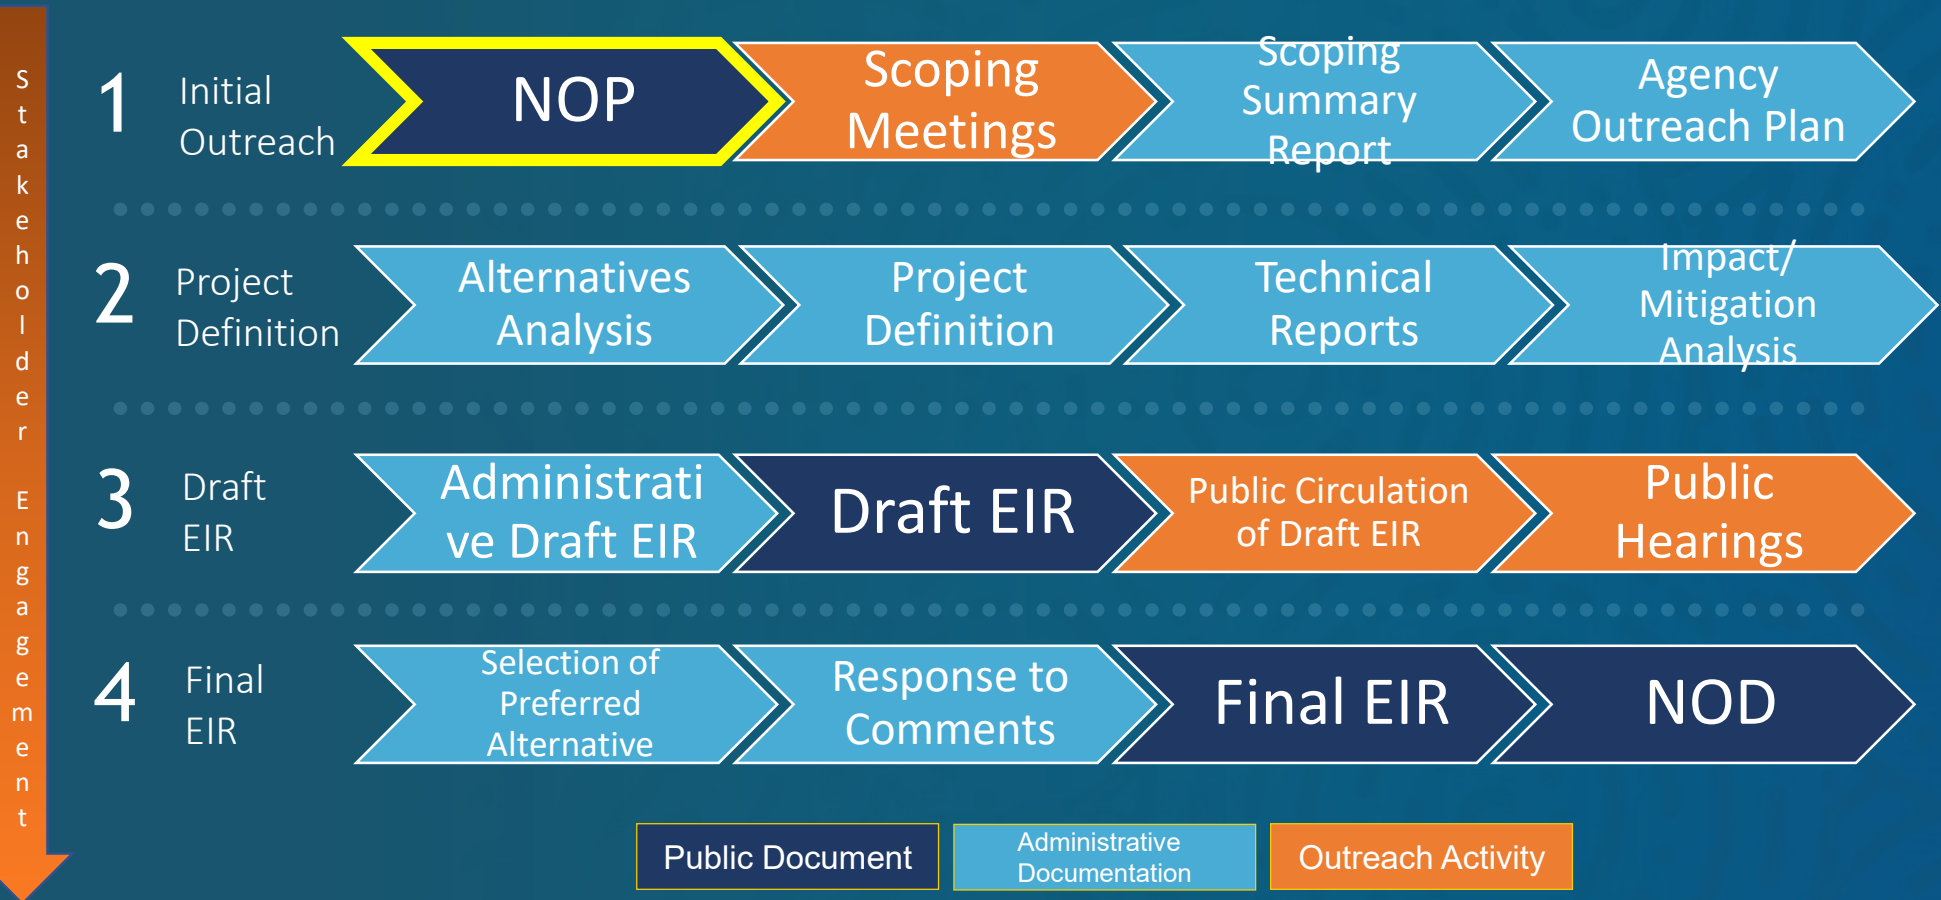 Stakeholder Engagement
1
Initial
Outreach
NOP
Scoping
Meetings
Scoping
Summary
Report
Agency
Outreach Plan
2
Project
Definition
Alternatives
Analysis
Project
Definition
Technical
Reports
Impact/
Mitigation
Analysis
3
Draft
EIR
Administrati
ve Draft EIR
Draft EIR
Public Circulation
of Draft EIR
Public
Hearings
4
Final
EIR
Selection of
Preferred
Alternative
Response to
Comments
Final EIR
NOD
Public Document
Administrative
Documentation
Outreach Activity